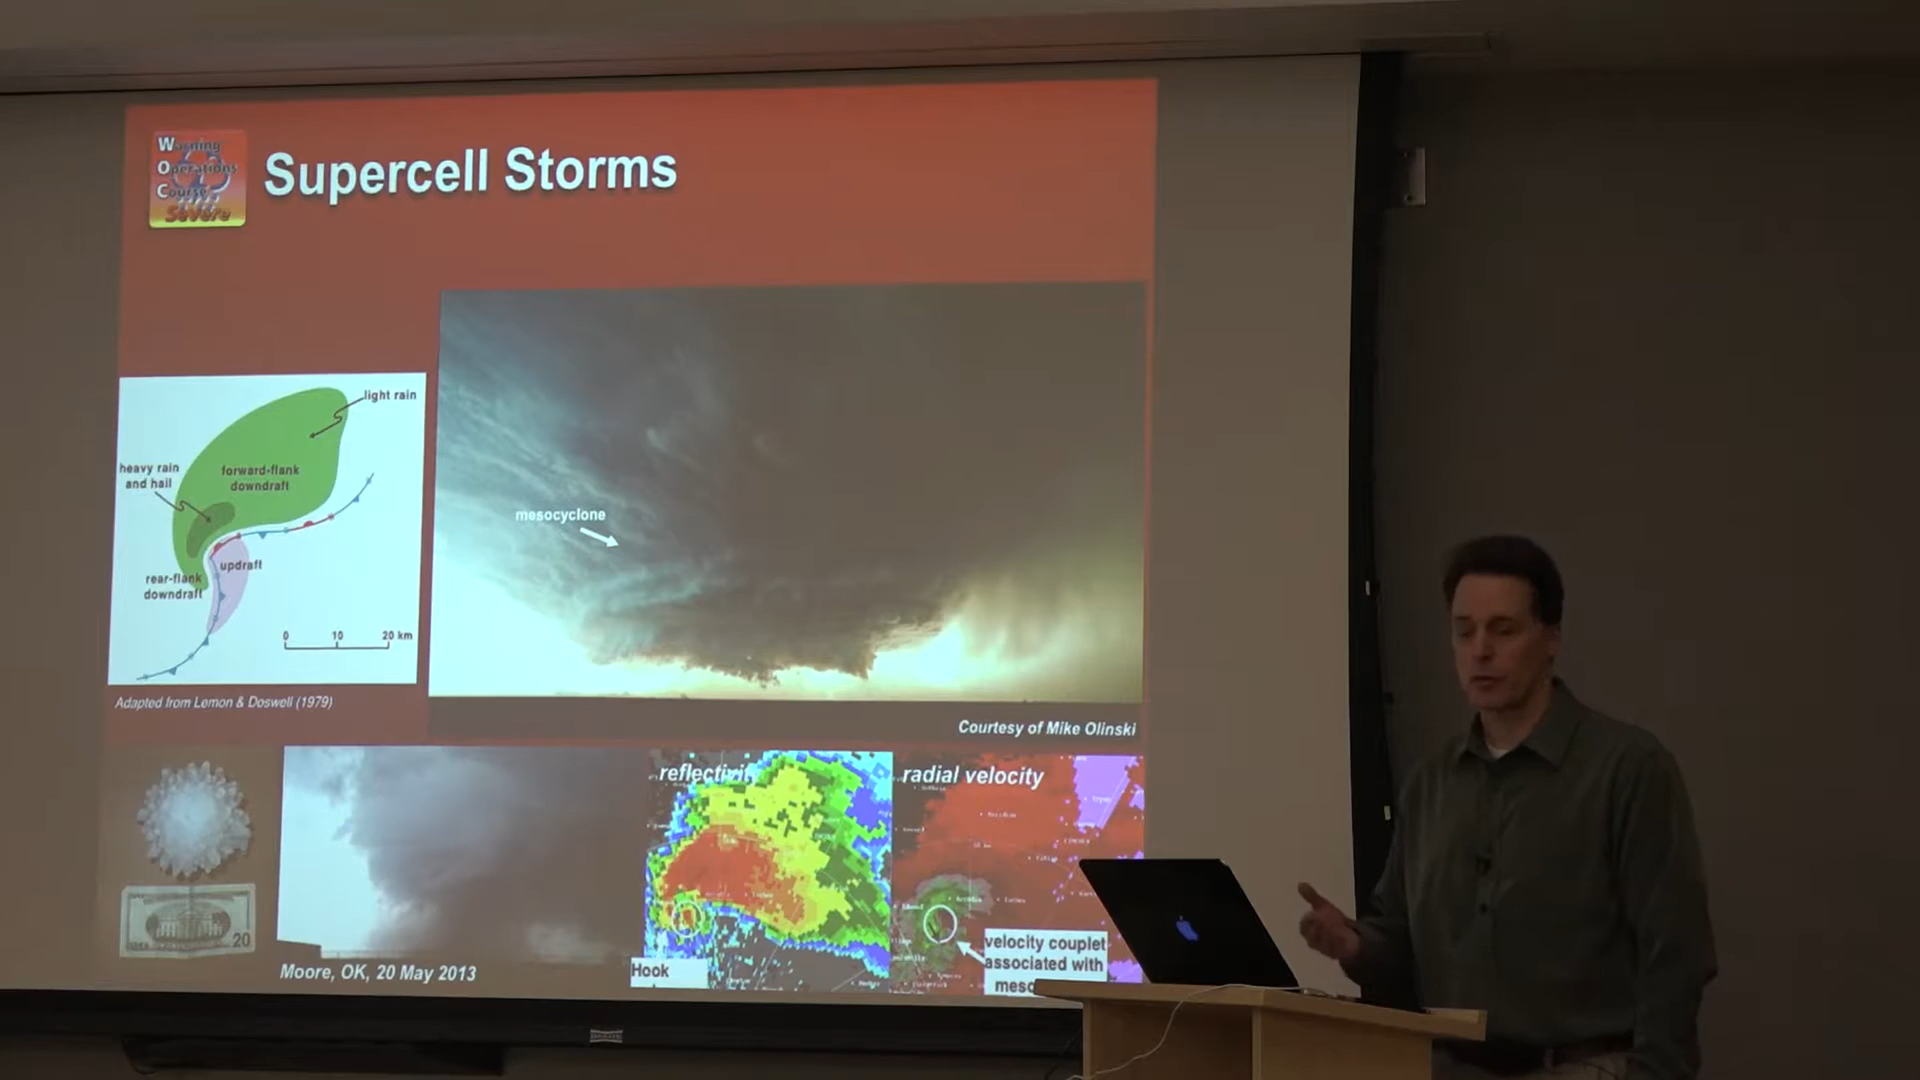 Warning
Operations
Course
Severe
Supercell Storms
light rain
heavy rain
and hail
forward-flank
downdraft
updraft
rear-flank
downdraft
0 10 20 km
Adapted from Lemon & Doswell (1979)
mesocyclone
Courtesy of Mike Olinski
20
Moore, OK, 20 May 2013
reflectivity
Hook
radial velocity
velocity couplet
associated with